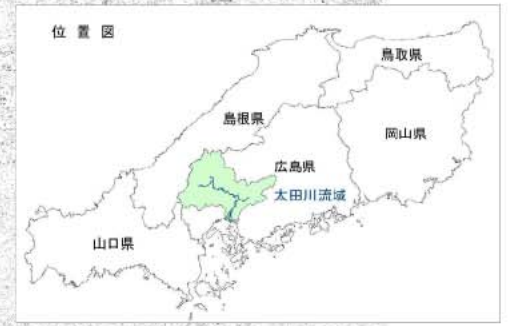 位置図
鳥取県
島根県
岡山県
広島県
太田川流域
山口県